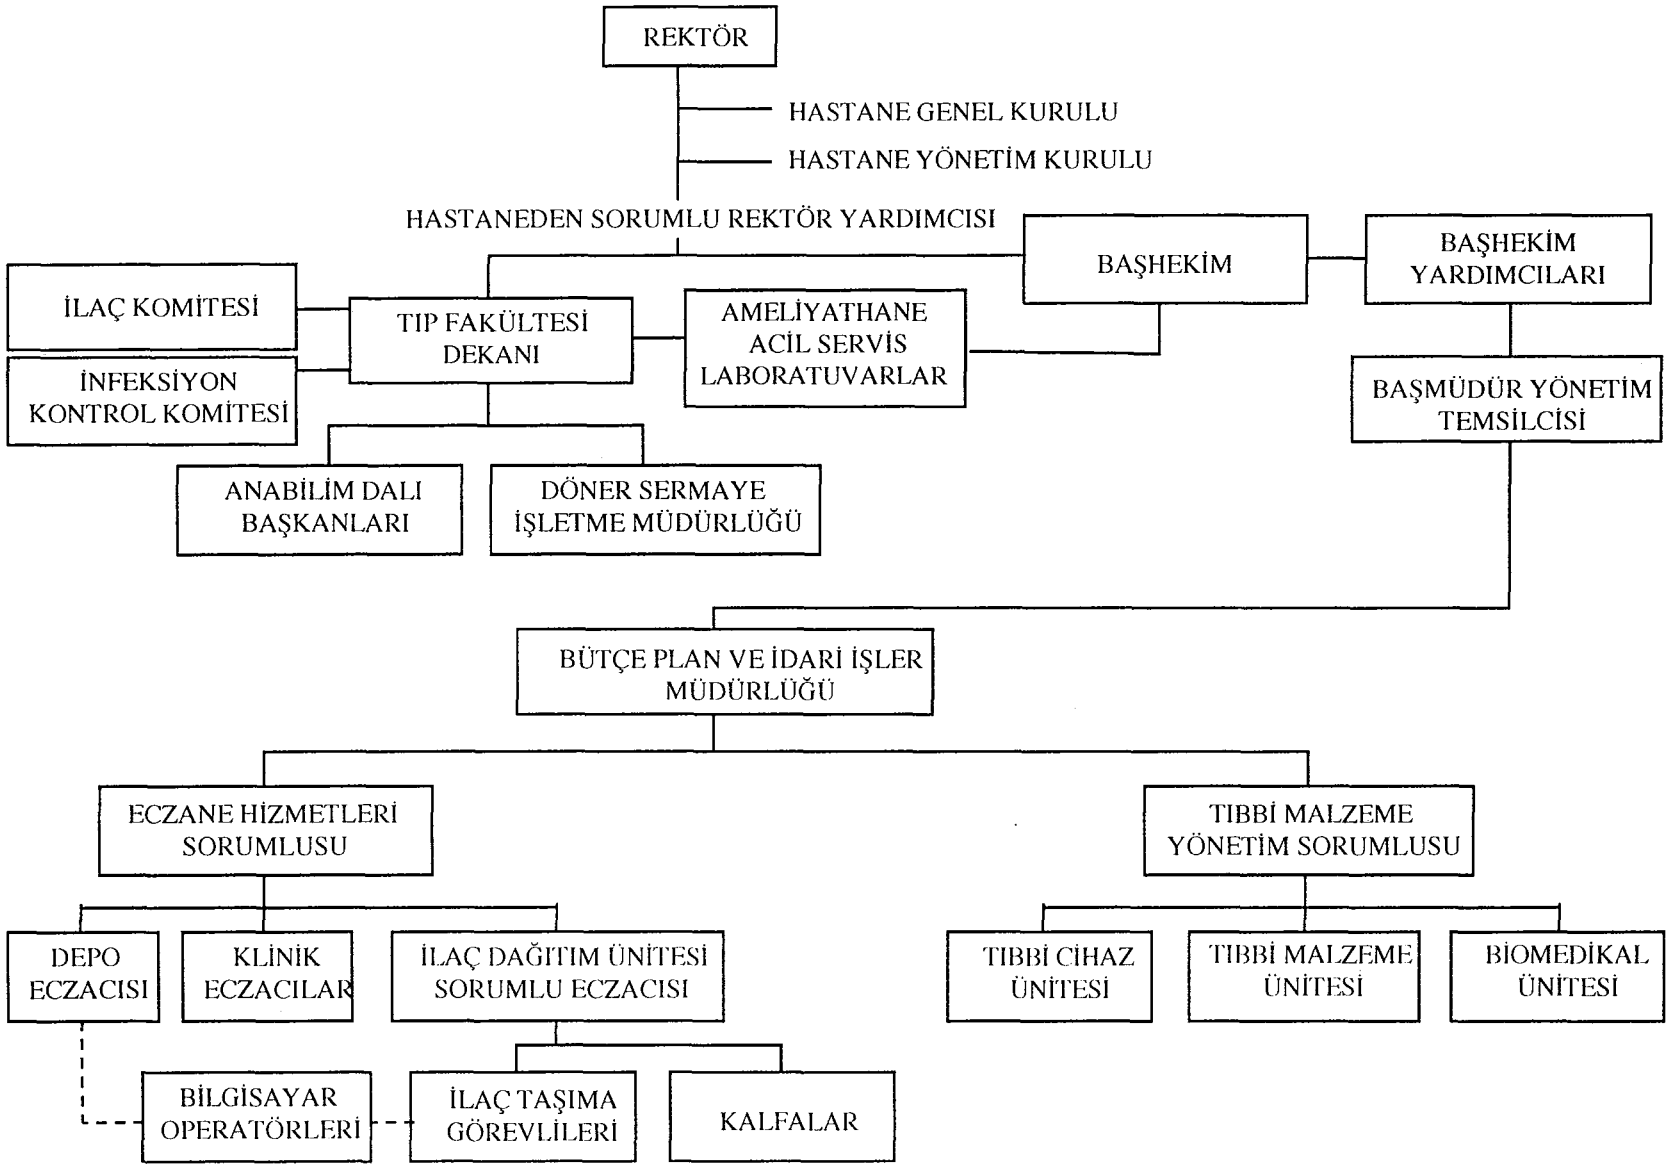 REKTÖR
HASTANE GENEL KURULU
HASTANE YÖNETİM KURULU
HASTANEDEN SORUMLU REKTÖR YARDIMCISI
BAŞHEKİM
BAŞHEKİM
YARDIMCILARI
İLAÇ KOMİTESİ
TIP FAKÜLTESİ
DEKANI
AMELİYATHANE
ACİL SERVİS
LABORATUVARLAR
İNFEKSİYON
KONTROL KOMİTESİ
BAŞMÜDÜR YÖNETİM
TEMSİLCİSİ
ANABİLİM DALI
BAŞKANLARI
DÖNER SERMAYE
İŞLETME MÜDÜRLÜĞÜ
BÜTÇE PLAN VE İDARİ İŞLER
MÜDÜRLÜĞÜ
ECZANE HİZMETLERİ
SORUMLUSU
TIBBİ MALZEME
YÖNETİM SORUMLUSU
DEPO
ECZACISI
KLİNİK
ECZACILAR
İLAÇ DAĞITIM ÜNİTESİ
SORUMLU ECZACISI
TIBBİ CİHAZ
ÜNİTESİ
TIBBİ MALZEME
ÜNİTESİ
BİOMEDİKAL
ÜNİTESİ
BİLGİSAYAR
OPERATÖRLERİ
İLAÇ TAŞIMA
GÖREVLİLERİ
KALFALAR